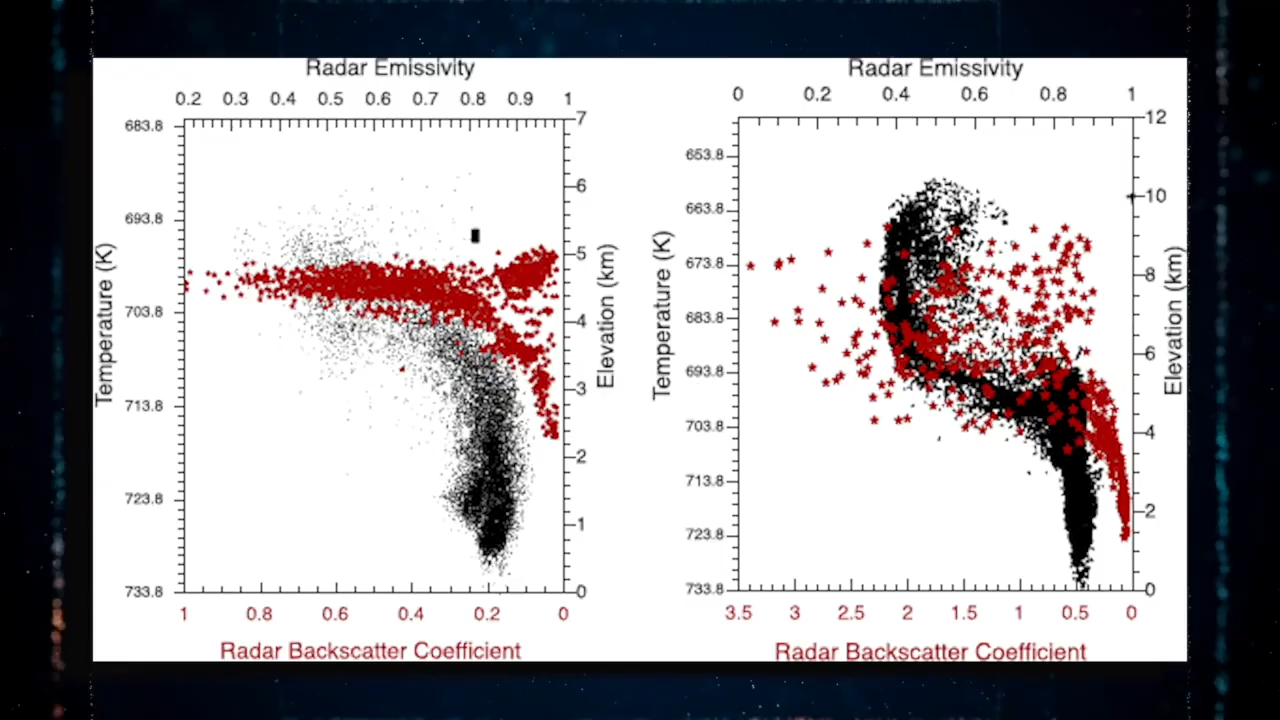 Radar Emissivity
0.2 0.3 0.4 0.5 0.6 0.7 0.8 0.9 1
683.8
693.8
703.8
713.8
723.8
733.8
Temperature (K)
7
6
5
4
3
2
1
0
Elevation (km)
1 0.8 0.6 0.4 0.2 0
Radar Backscatter Coefficient
Radar Emissivity
0 0.2 0.4 0.6 0.8 1
653.8
663.8
673.8
683.8
693.8
703.8
713.8
723.8
733.8
Temperature (K)
12
10
8
6
4
2
0
Elevation (km)
3.5 3 2.5 2 1.5 1 0.5 0
Radar Backscatter Coefficient